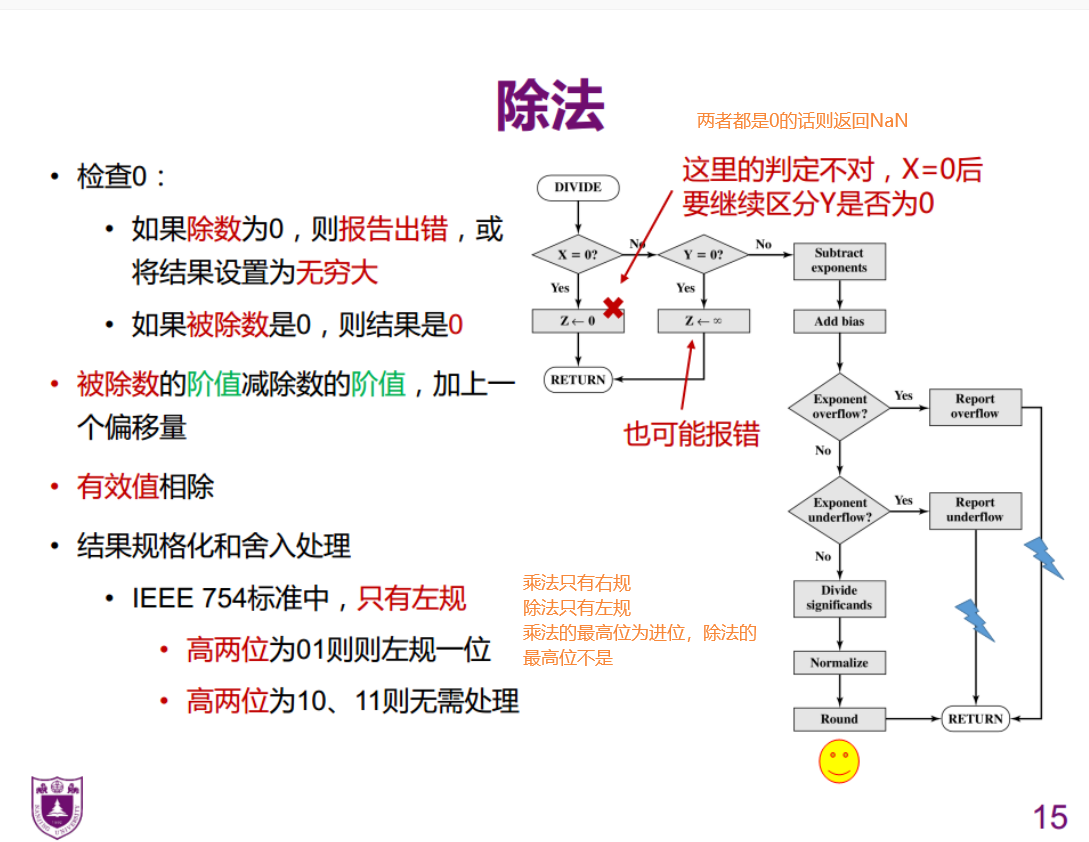 除法
两者都是0的话则返回NaN
• 检查0：
• 如果除数为0，则报告出错，或
将结果设置为无穷大
• 如果被除数是0，则结果是0
• 被除数的阶值减除数的阶值，加上一
个偏移量
• 有效值相除
• 结果规格化和舍入处理
• IEEE 754标准中，只有左规
• 高两位为01则则左规一位
• 高两位为10、11则无需处理
乘法只有右规
除法只有左规
乘法的最高位为进位，除法的
最高位不是
这里的判定不对，X=0后
要继续区分Y是否为0
DIVIDE
X = 0?
No
Y = 0?
No
Subtract
exponents
Yes
Yes
Z ← 0
Z ← ∞
Add bias
RETURN
也可能报错
Exponent
overflow?
Yes
Report
overflow
No
Exponent
underflow?
Yes
Report
underflow
No
Divide
significands
Normalize
Round
RETURN
15